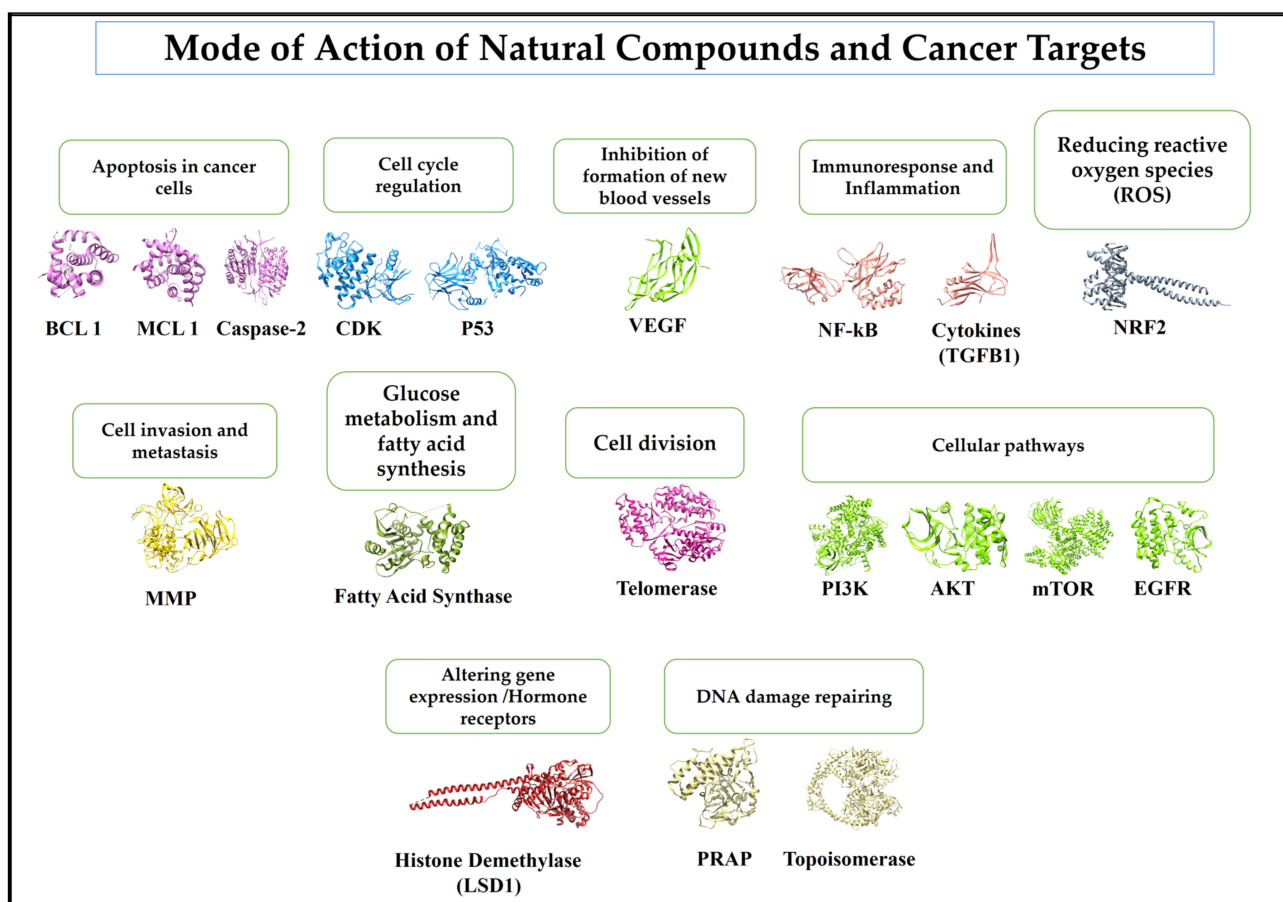 Mode of Action of Natural Compounds and Cancer Targets
Apoptosis in cancer
cells
Cell cycle
regulation
Inhibition of
formation of new
blood vessels
Immunoresponse and
Inflammation
Reducing reactive
oxygen species
(ROS)
BCL 1
MCL 1
Caspase-2
CDK
P53
VEGF
NF-kB
Cytokines
(TGFB1)
NRF2
Cell invasion and
metastasis
Glucose
metabolism and
fatty acid
synthesis
Cell division
Cellular pathways
MMP
Fatty Acid Synthase
Telomerase
PI3K
AKT
mTOR
EGFR
Altering gene
expression /Hormone
receptors
DNA damage repairing
Histone Demethylase
(LSD1)
PRAP
Topoisomerase